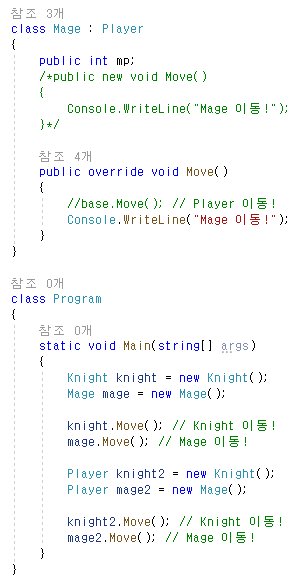 참조 3개
class Mage : Player
{
public int mp;
/*public new void Move()
{
Console.WriteLine("Mage 이동!");
}*/
참조 4개
public override void Move()
{
//base.Move(); // Player 이동!
Console.WriteLine("Mage 이동!");
}
}
참조 0개
class Program
{
참조 0개
static void Main(string[] args)
{
Knight knight = new Knight();
Mage mage = new Mage();
knight.Move(); // Knight 이동!
mage.Move(); // Mage 이동!
Player knight2 = new Knight();
Player mage2 = new Mage();
knight2.Move(); // Knight 이동!
mage2.Move(); // Mage 이동!
}
}